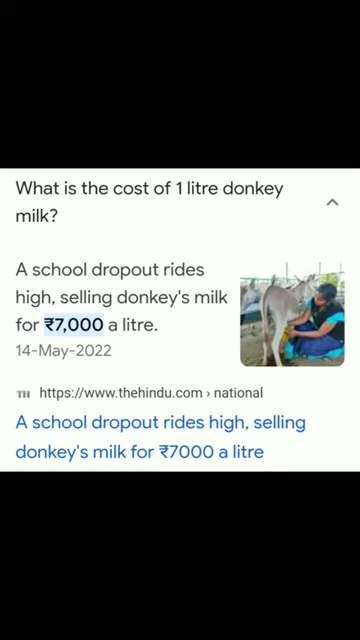 What is the cost of 1 litre donkey
milk?
A school dropout rides
high, selling donkey's milk
for ₹7,000 a litre.
14-May-2022
TH https://www.thehindu.com › national
A school dropout rides high, selling
donkey's milk for ₹7000 a litre